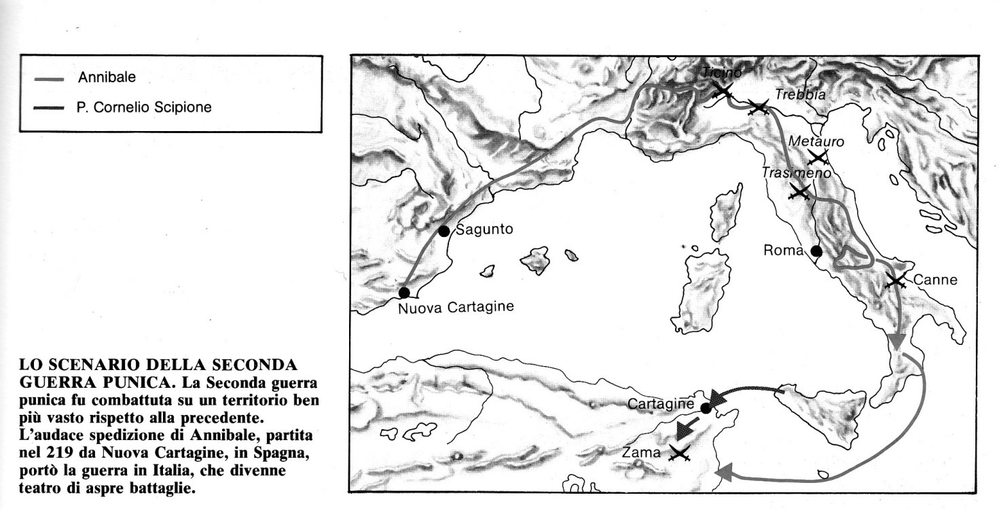 Annibale
P. Cornelio Scipione
LO SCENARIO DELLA SECONDA
GUERRA PUNICA. La Seconda guerra
punica fu combattuta su un territorio ben
più vasto rispetto alla precedente.
L'audace spedizione di Annibale, partita
nel 219 da Nuova Cartagine, in Spagna,
portò la guerra in Italia, che divenne
teatro di aspre battaglie.
Ticino
Trebbia
Metauro
Trasimeno
Sagunto
Roma
Canne
Nuova Cartagine
Cartagine
Zama